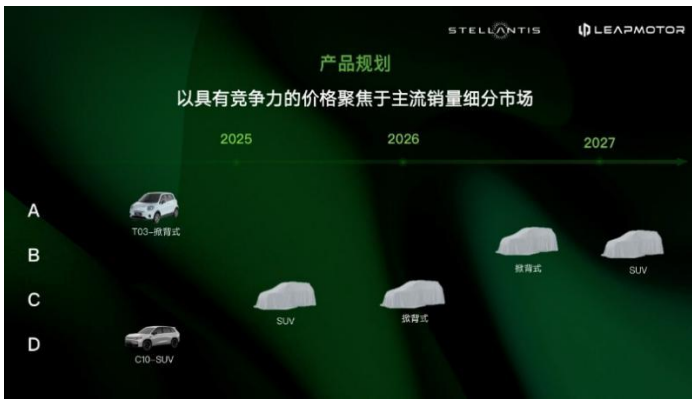 STELLANTIS LEAPMOTOR
产品规划
以具有竞争力的价格聚焦于主流销量细分市场
2025 2026 2027
A
T03-掀背式
B
掀背式 SUV
C
SUV 掀背式
D
C10-SUV